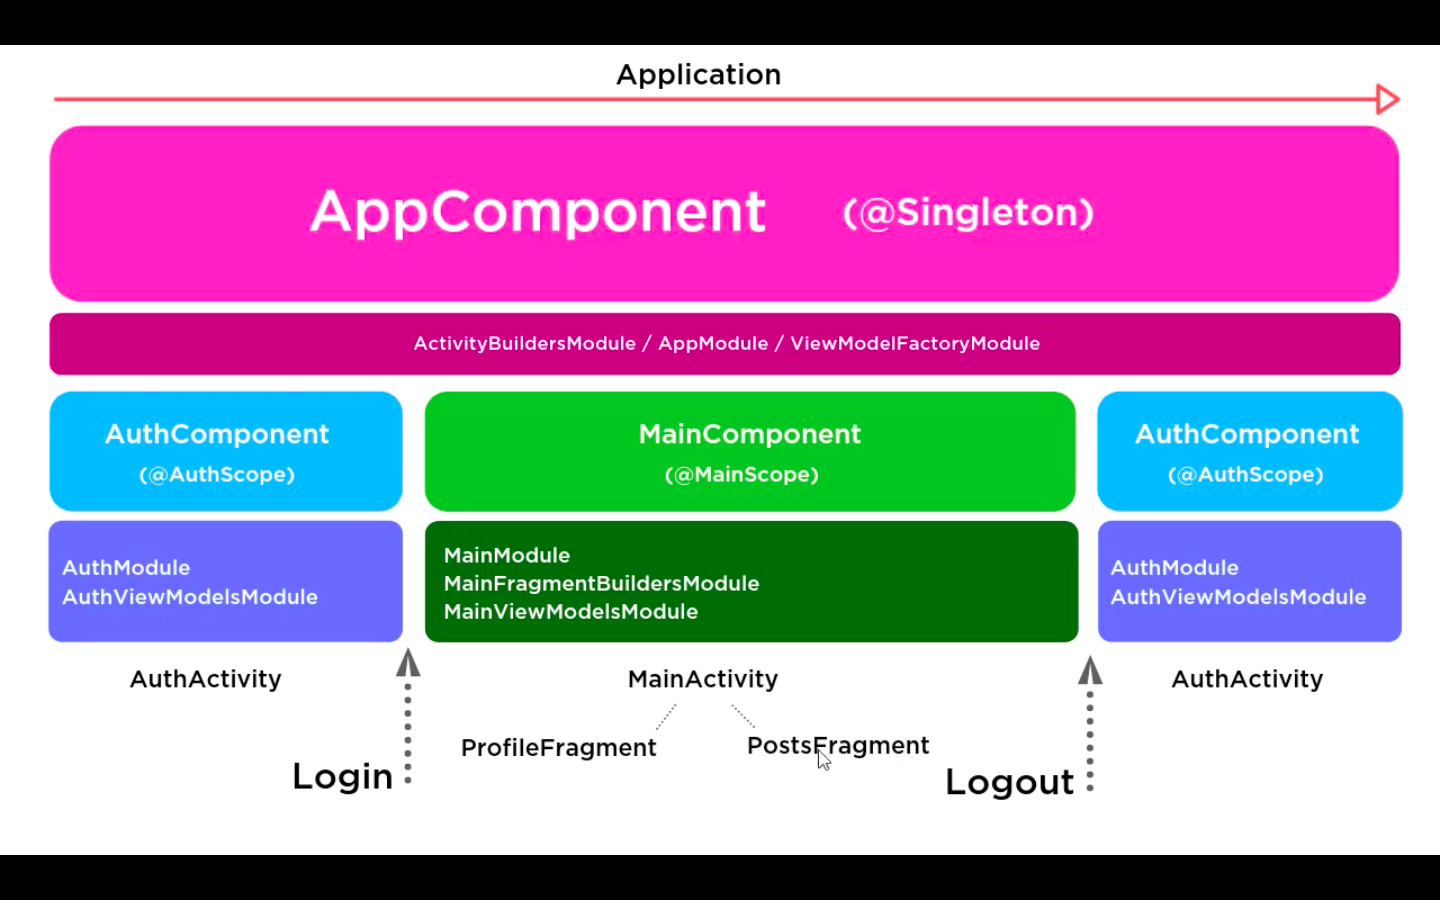 Application
AppComponent (@Singleton)
ActivityBuildersModule / AppModule / ViewModelFactoryModule
AuthComponent
(@AuthScope)
MainComponent
(@MainScope)
AuthComponent
(@AuthScope)
AuthModule
AuthViewModelsModule
MainModule
MainFragmentBuildersModule
MainViewModelsModule
AuthModule
AuthViewModelsModule
AuthActivity
MainActivity
AuthActivity
ProfileFragment
PostsFragment
Login
Logout